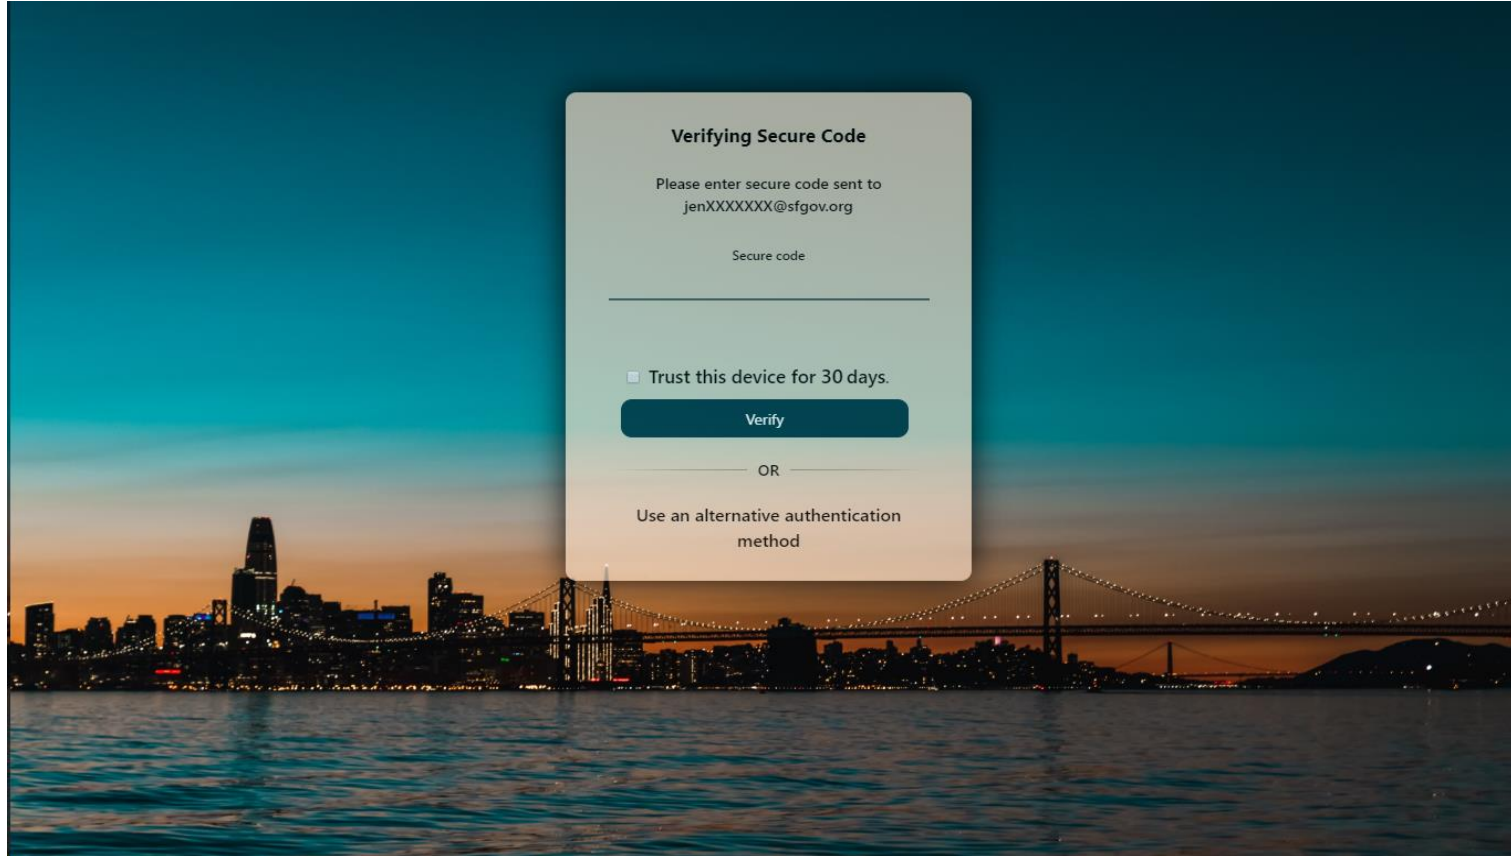 Verifying Secure Code
Please enter secure code sent to
jenXXXXXXX@sfgov.org
Secure code
Trust this device for 30 days.
Verify
OR
Use an alternative authentication
method